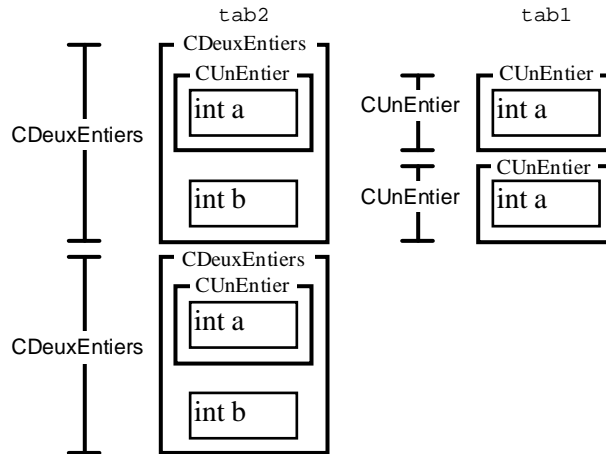 tab2 tab1
CDeuxEntiers
CUnEntier CUnEntier
int a int a
CUnEntier
CDeuxEntiers
CUnEntier
int b int a
CUnEntier
CDeuxEntiers
CUnEntier
int a
CDeuxEntiers
int b